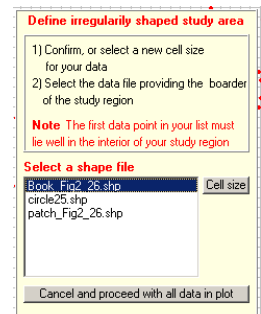 Define irregularily shaped study area
1) Confirm, or select a new cell size
for your data
2) Select the data file providing the boarder
of the study region
Note The first data point in your list must
lie well in the interior of your study region
Select a shape file
Book_Fig2_26.shp
Cell size
circle25.shp
patch_Fig2_26.shp
Cancel and proceed with all data in plot